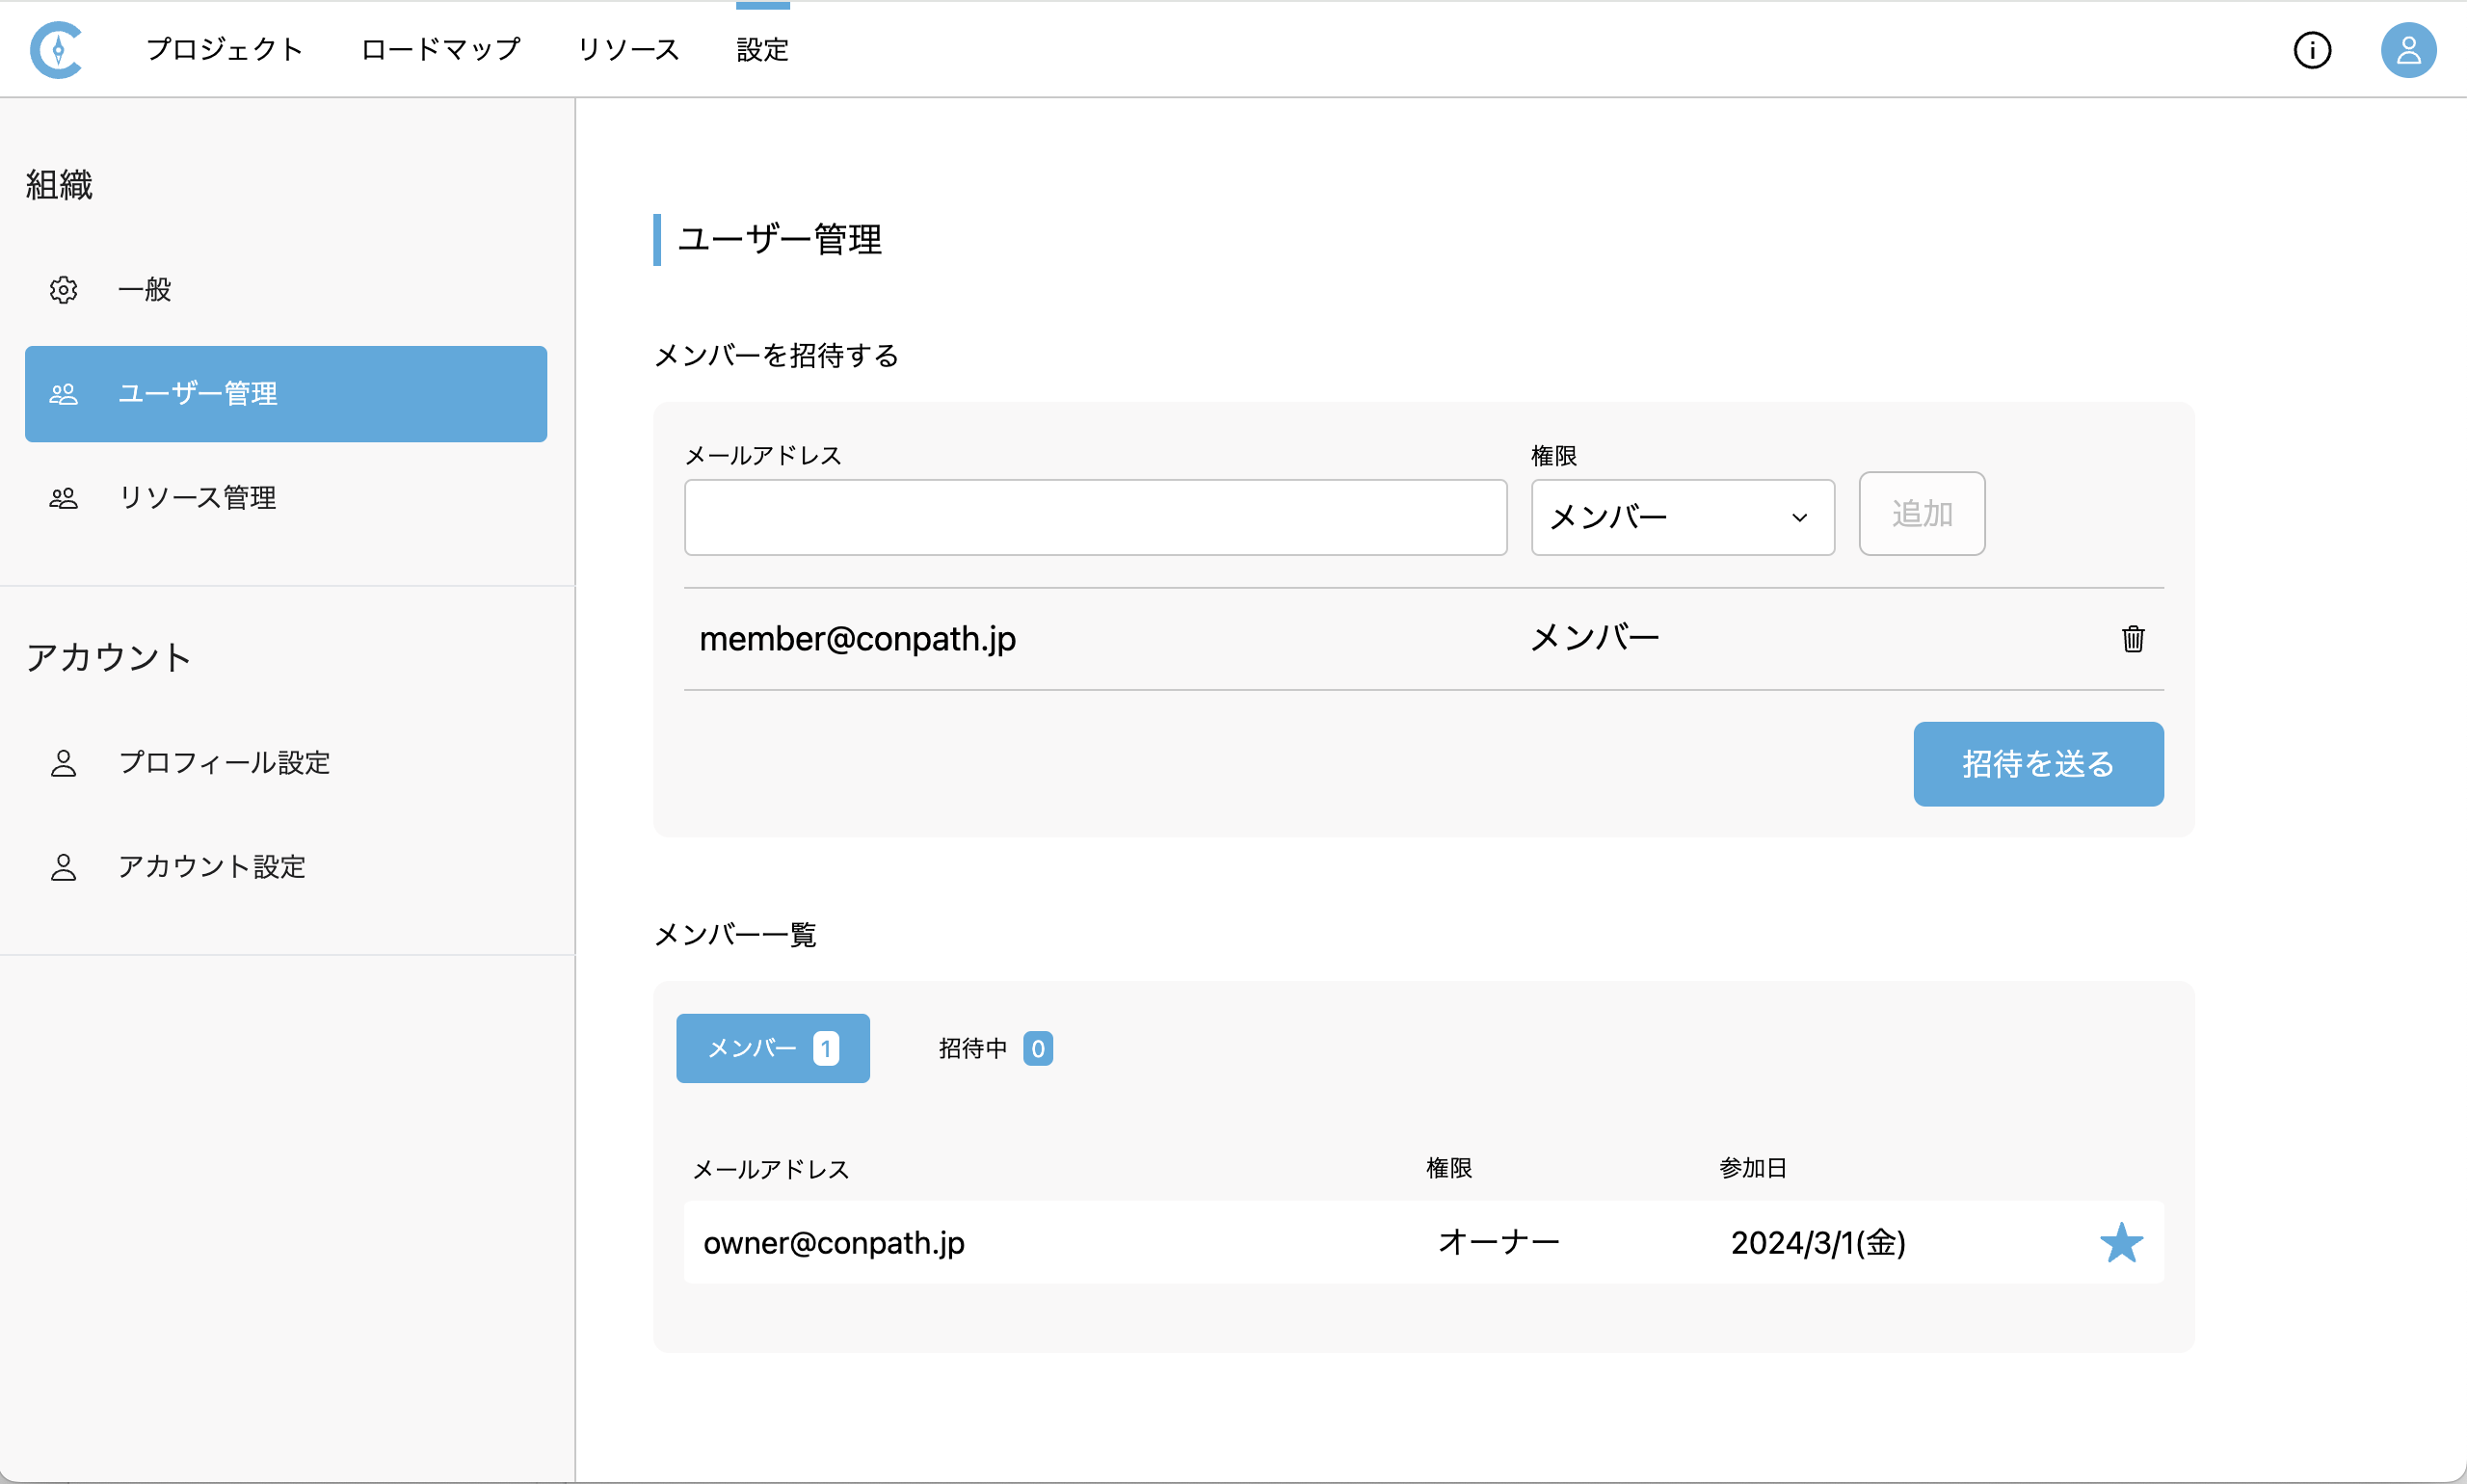 プロジェクト ロードマップ リソース 設定
組織
一般
ユーザー管理
リソース管理
アカウント
プロフィール設定
アカウント設定
ユーザー管理
メンバーを招待する
メールアドレス 権限
メンバー 追加
member@conpath.jp メンバー
招待を送る
メンバー一覧
メンバー 1 招待中 0
メールアドレス 権限 参加日
owner@conpath.jp オーナー 2024/3/1(金)